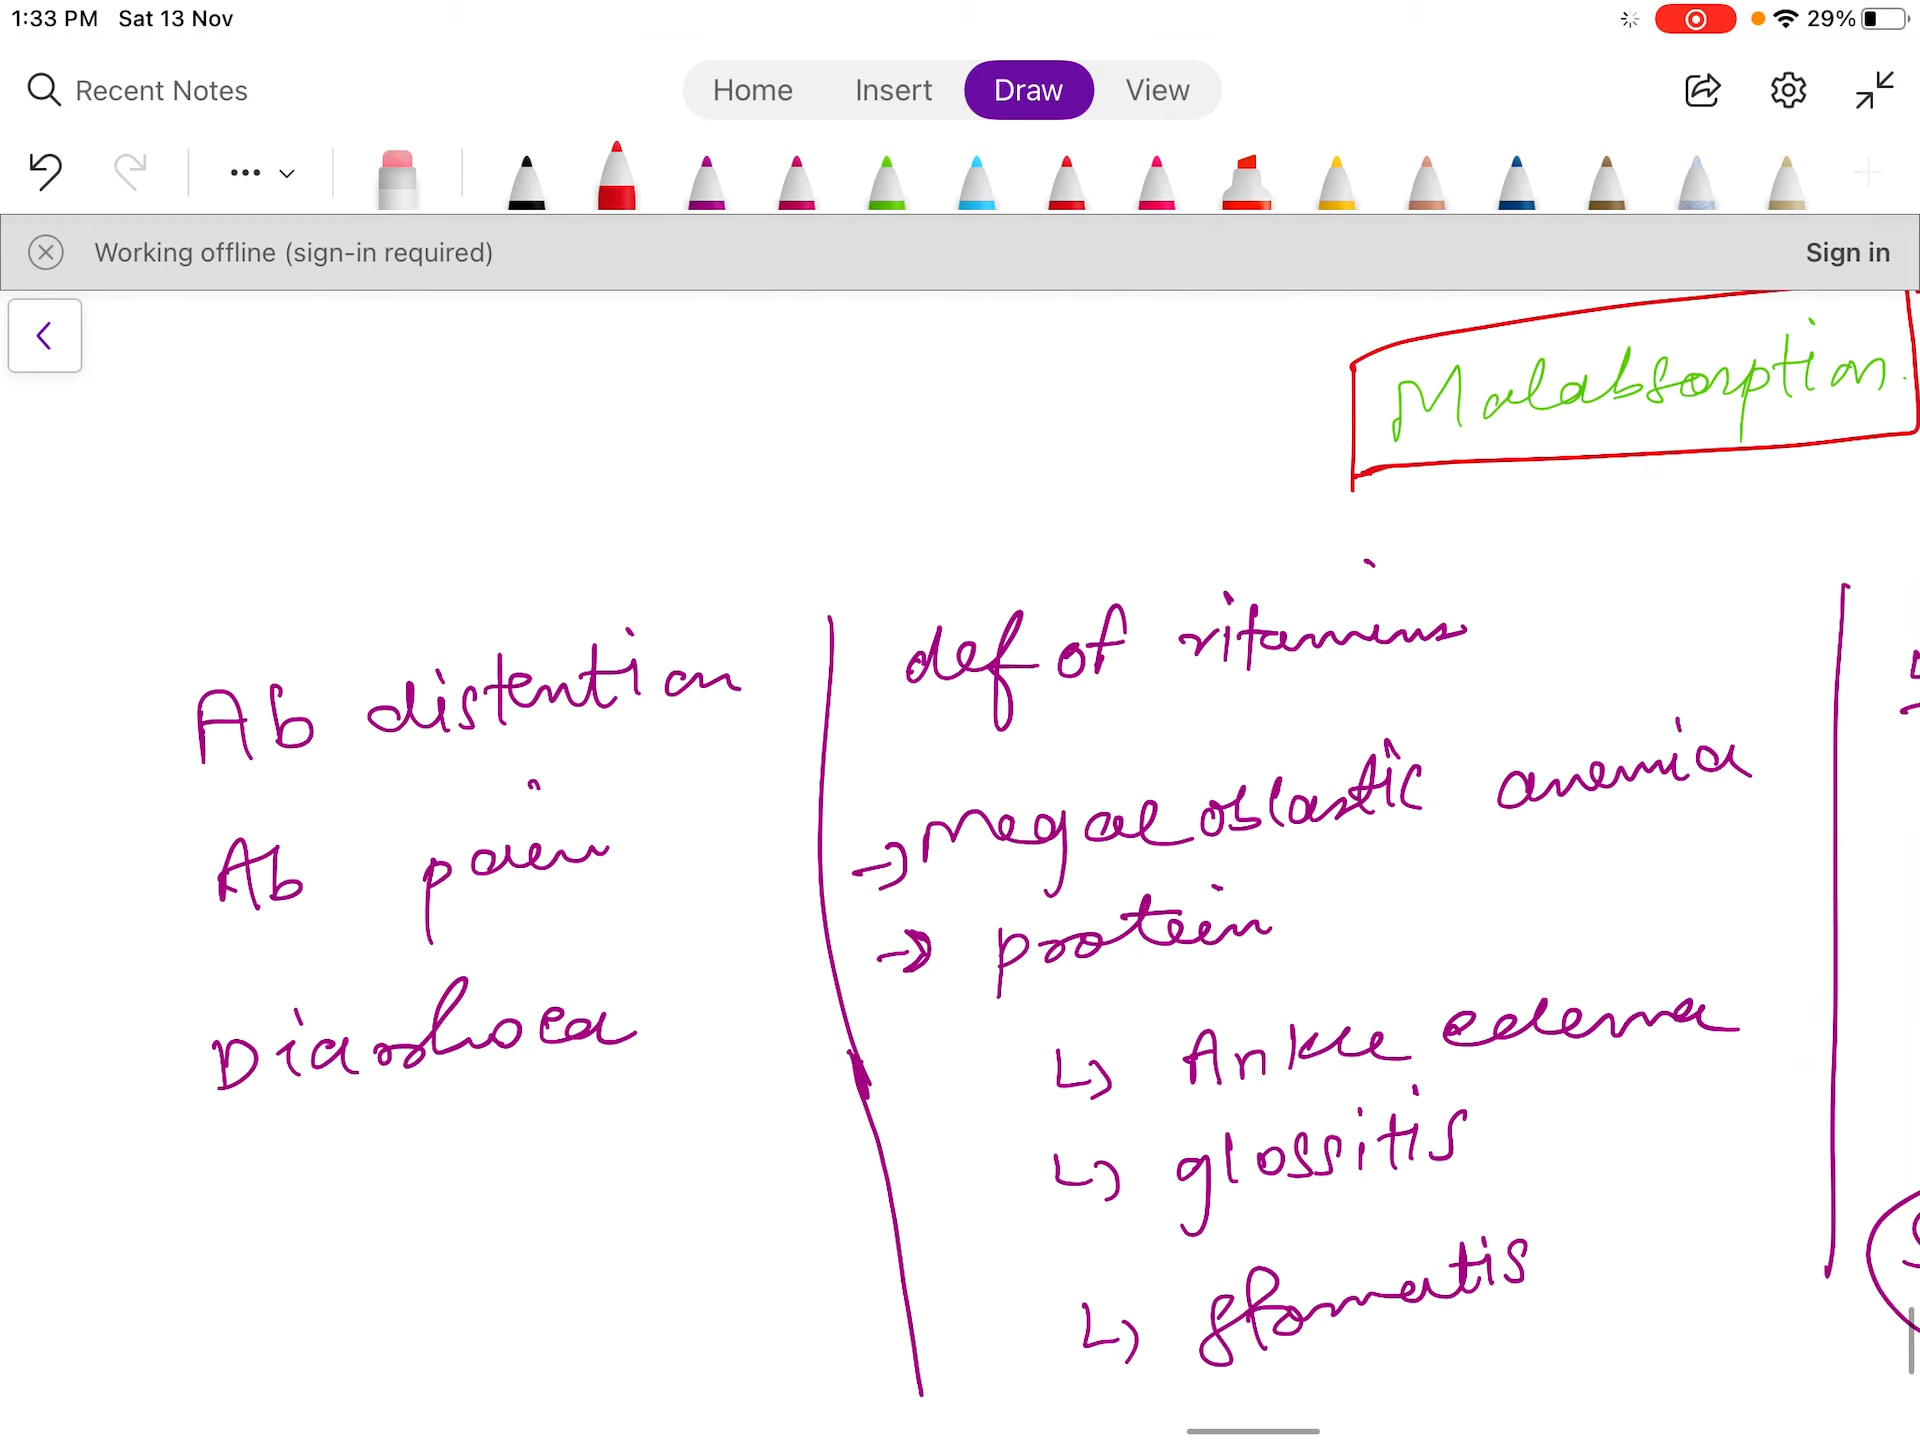 1:33 PM Sat 13 Nov
29%
Recent Notes
Home Insert Draw View
Working offline (sign-in required)
Sign in
Malabsorption
Ab distention
Ab pain
Diarrhoea
def of vitamins
→ Megaloblastic anemia
→ protein
↳ Ankle edema
↳ glossitis
↳ stomatis